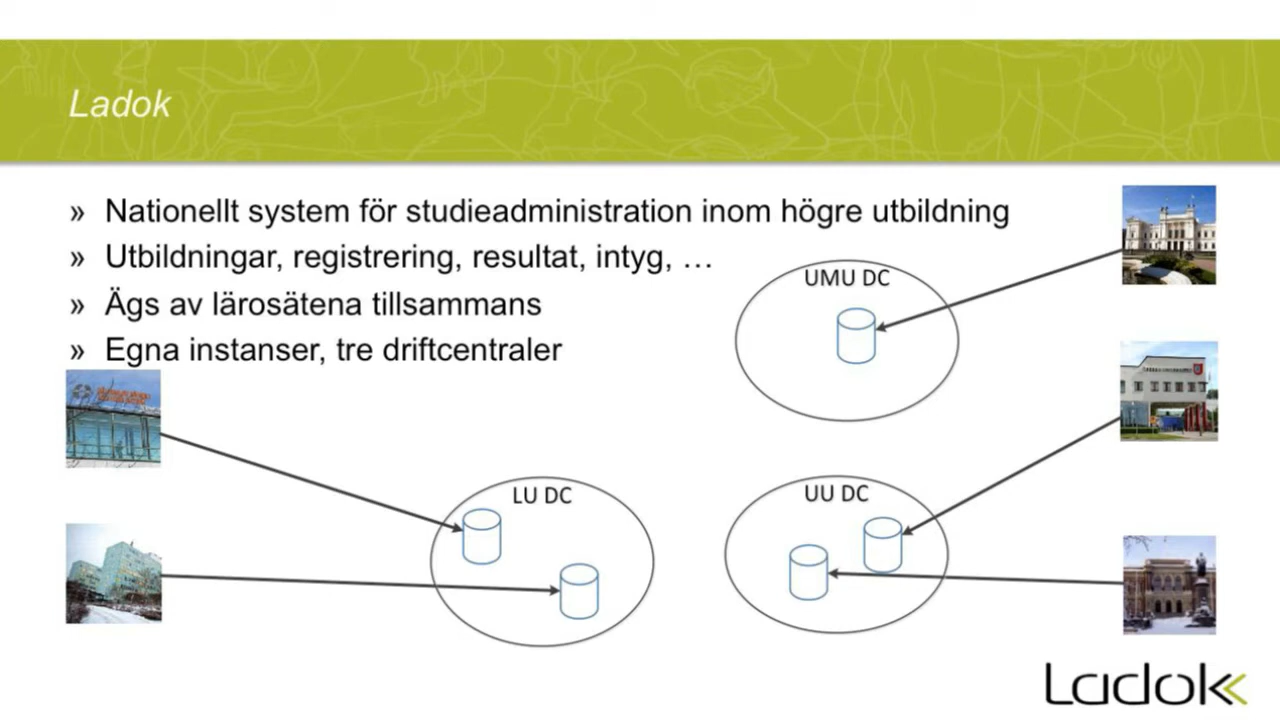 Ladok
» Nationellt system för studieadministration inom högre utbildning
» Utbildningar, registrering, resultat, intyg, …
» Ägs av lärosätena tillsammans
» Egna instanser, tre driftcentraler
UMU DC
LU DC
UU DC
Ladok